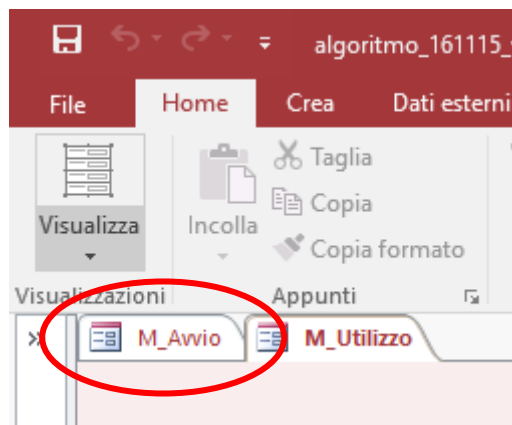 algoritmo_161115_
File Home Crea Dati esterni
Visualizza
Incolla
Taglia
Copia
Copia formato
Visualizzazioni Appunti
M_Avvio M_Utilizzo